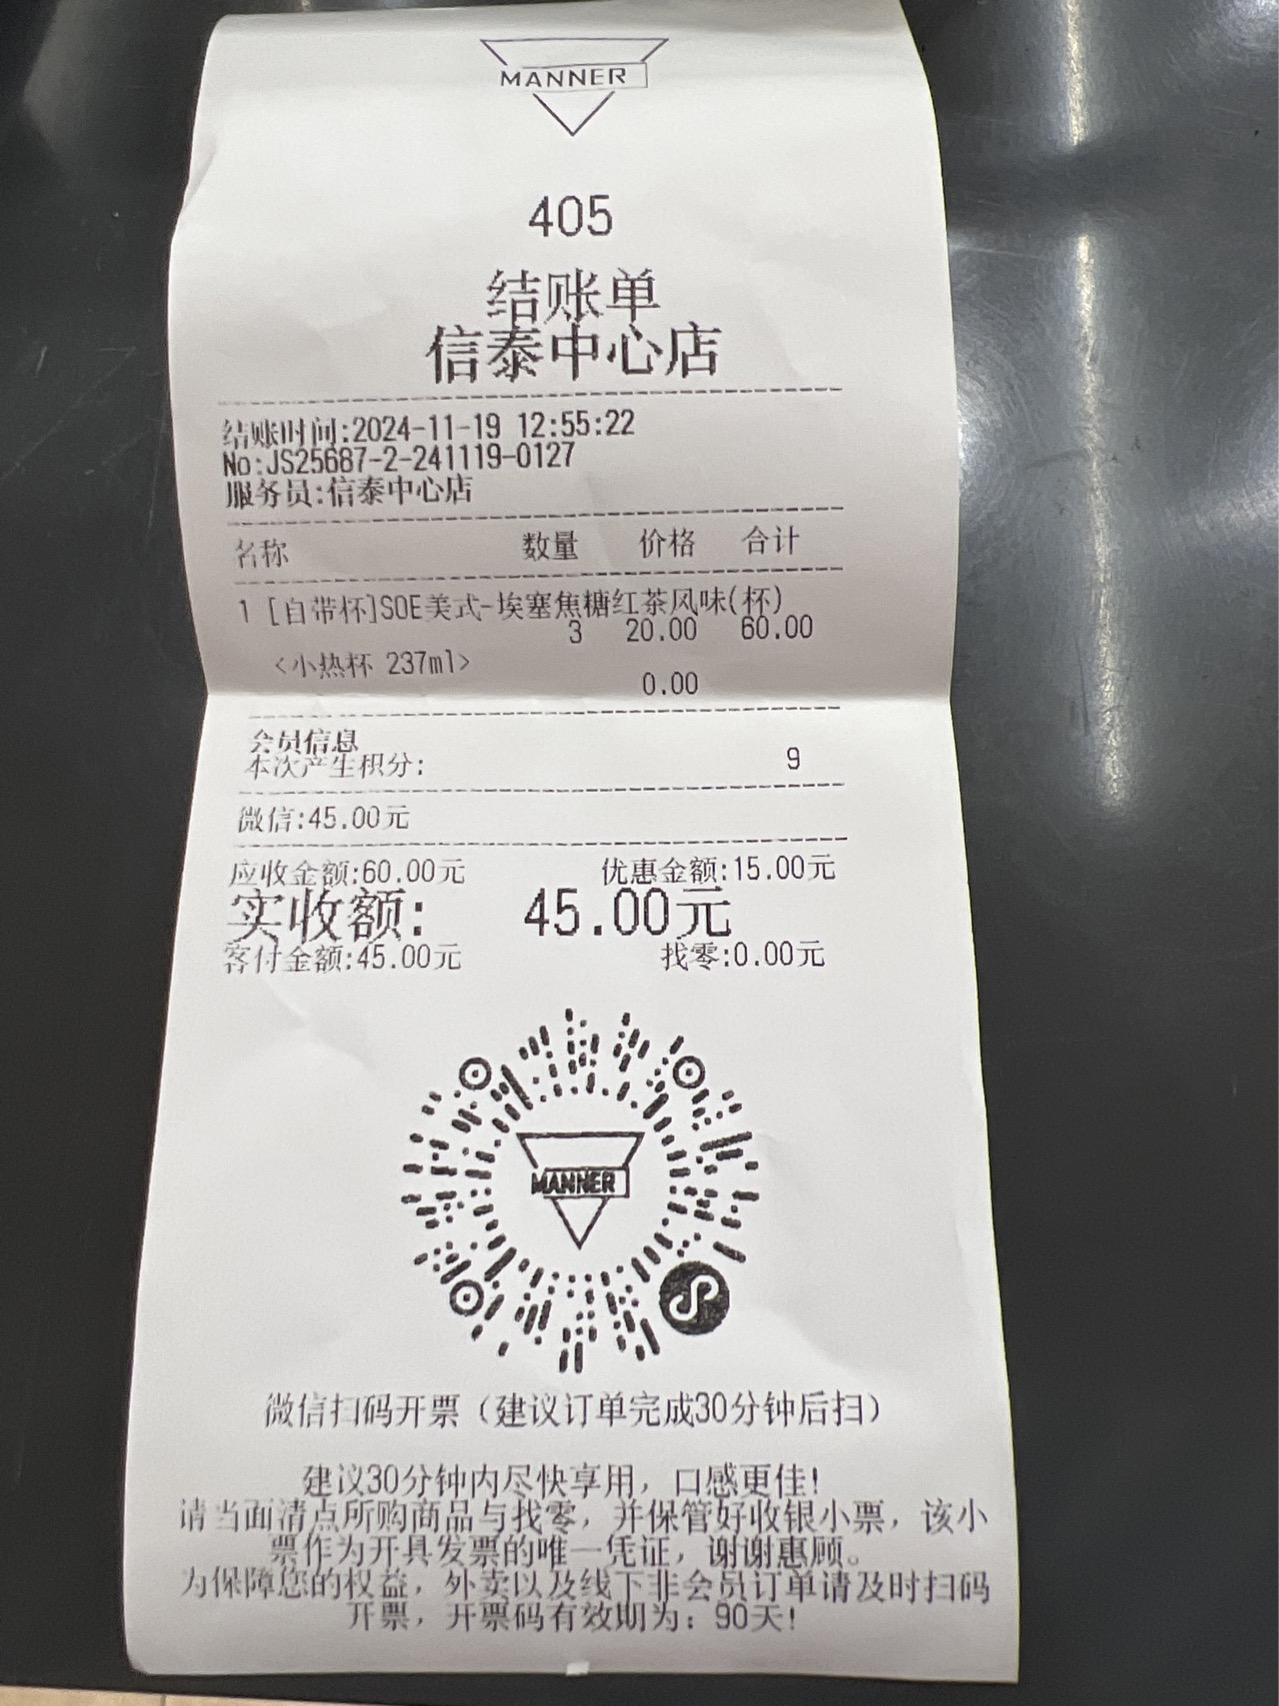 MANNER
405
结账单
信泰中心店
结账时间:2024-11-19 12:55:22
No:JS25687-2-241119-0127
服务员:信泰中心店
名称 数量 价格 合计
1 [自带杯]SOE美式-埃塞焦糖红茶风味(杯)
3 20.00 60.00
<小热杯 237ml>
0.00
会员信息
本次产生积分: 9
微信:45.00元
应收金额:60.00元 优惠金额:15.00元
实收额: 45.00元
客付金额:45.00元 找零:0.00元
MANNER
微信扫码开票（建议订单完成30分钟后扫）
建议30分钟内尽快享用，口感更佳!
请当面清点所购商品与找零，并保管好收银小票，该小
票作为开具发票的唯一凭证，谢谢惠顾。
为保障您的权益，外卖以及线下非会员订单请及时扫码
开票，开票码有效期为：90天!